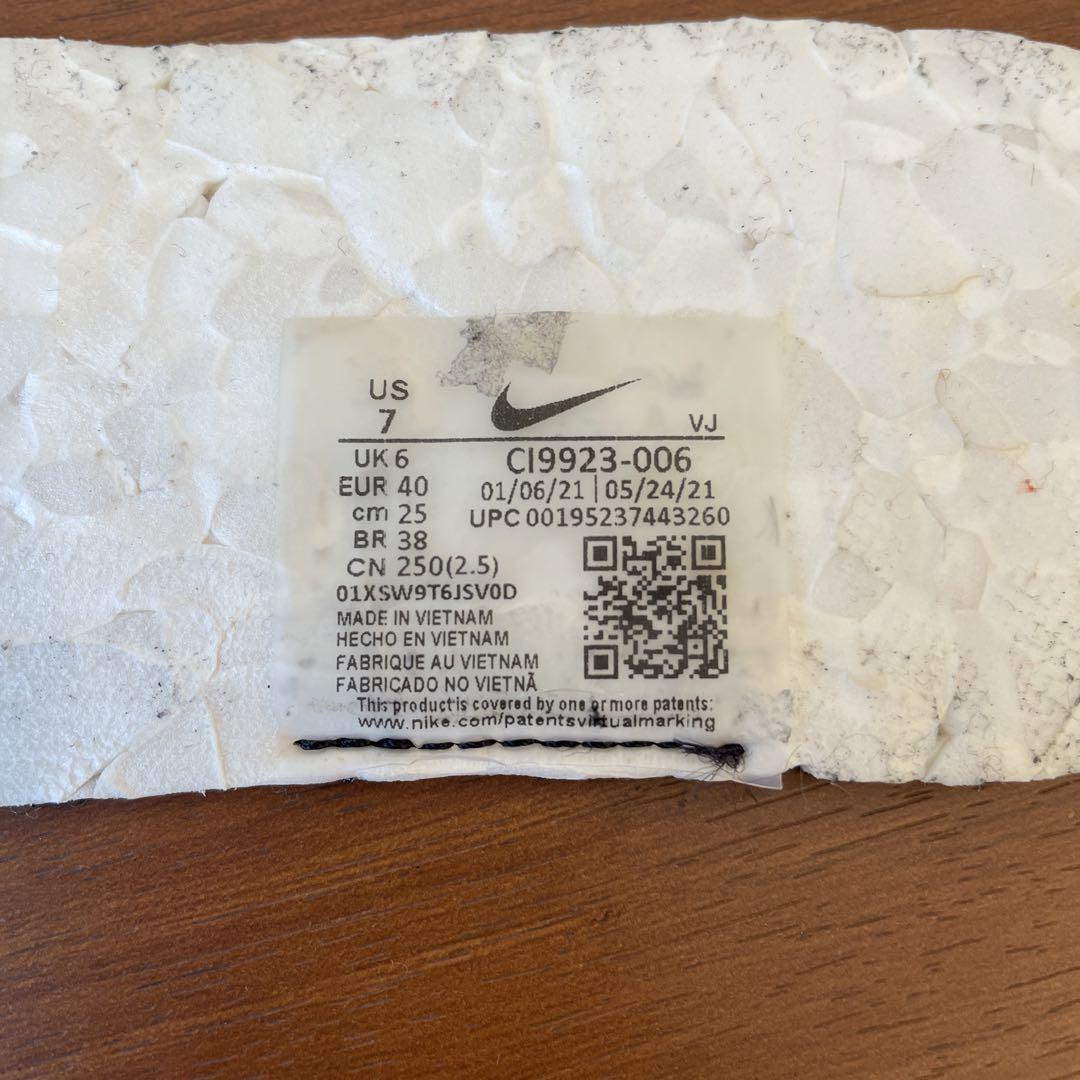 US
7
VJ
UK 6
CI9923-006
EUR 40
01/06/21 | 05/24/21
cm 25
UPC 00195237443260
BR 38
CN 250(2.5)
01XSW9T6JSV0D
MADE IN VIETNAM
HECHO EN VIETNAM
FABRIQUE AU VIETNAM
FABRICADO NO VIETNÃ
This product is covered by one or more patents:
www.nike.com/patentsvirtualmarking